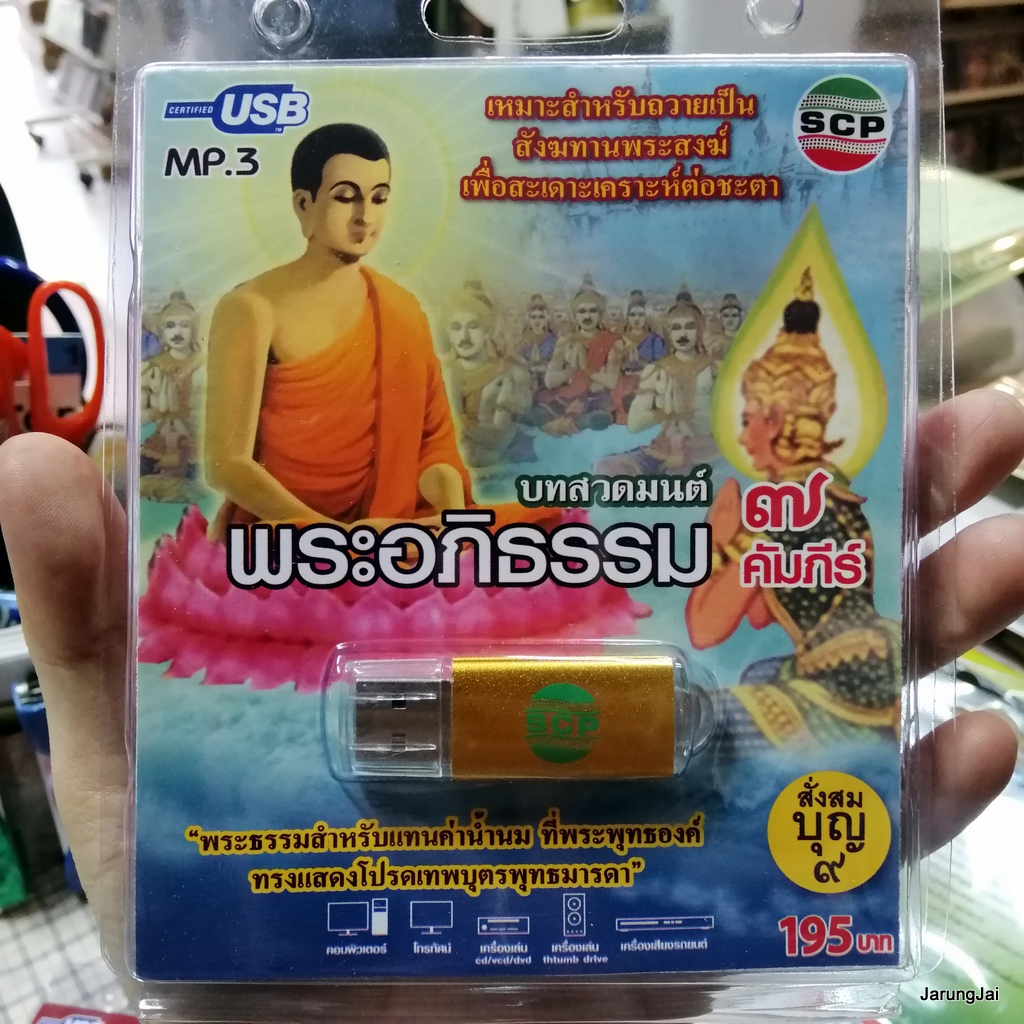 CERTIFIED USB™
MP.3
เหมาะสำหรับถวายเป็น
สังฆทานพระสงฆ์
เพื่อสะเดาะเคราะห์ต่อชะตา
SCP
บทสวดมนต์
พระอภิธรรม
๗
คัมภีร์
SCP
สั่งสม
บุญ
๙
“พระธรรมสำหรับแทนค่าน้ำนม ที่พระพุทธองค์
ทรงแสดงโปรดเทพบุตรพุทธมารดา”
คอมพิวเตอร์
โทรทัศน์
เครื่องเล่น
cd/vcd/dvd
เครื่องเล่น
thtumb drive
เครื่องเสียงรถยนต์
195 บาท
JarungJai